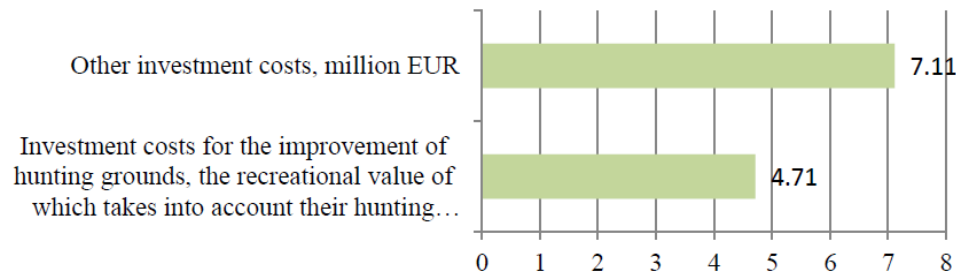 Other investment costs, million EUR
7.11
Investment costs for the improvement of
hunting grounds, the recreational value of
which takes into account their hunting…
4.71
0 1 2 3 4 5 6 7 8